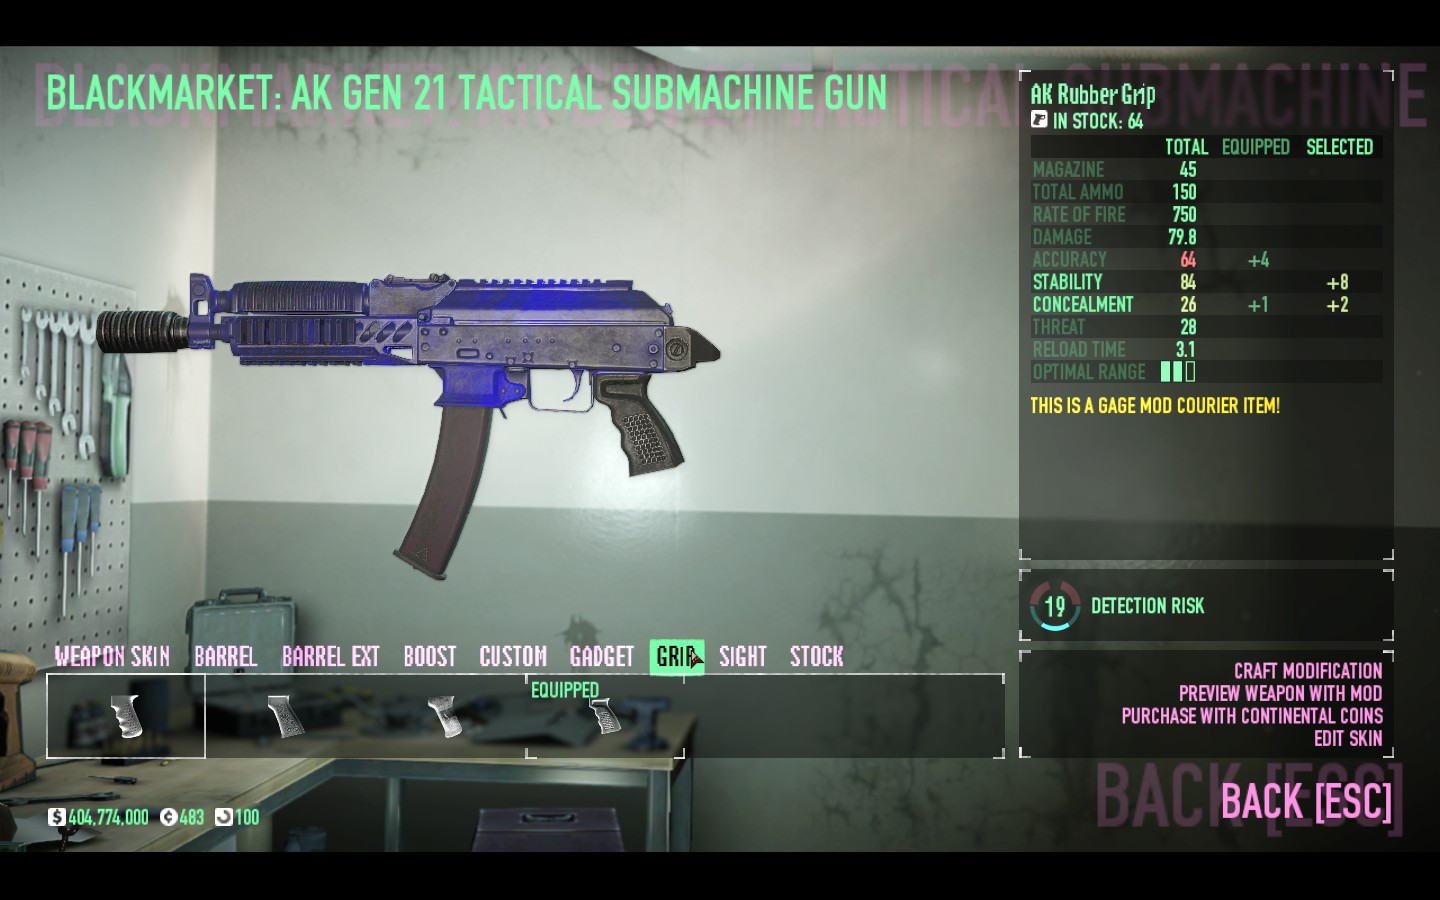 BLACKMARKET: AK GEN 21 TACTICAL SUBMACHINE GUN
AK Rubber Grip
IN STOCK: 64
TOTAL EQUIPPED SELECTED
MAGAZINE 45
TOTAL AMMO 150
RATE OF FIRE 750
DAMAGE 79.8
ACCURACY 64 +4
STABILITY 84 +8
CONCEALMENT 26 +1 +2
THREAT 28
RELOAD TIME 3.1
OPTIMAL RANGE
THIS IS A GAGE MOD COURIER ITEM!
19 DETECTION RISK
WEAPON SKIN BARREL BARREL EXT BOOST CUSTOM GADGET GRIP SIGHT STOCK
EQUIPPED
CRAFT MODIFICATION
PREVIEW WEAPON WITH MOD
PURCHASE WITH CONTINENTAL COINS
EDIT SKIN
BACK [ESC]
$ 404,774,000 483 100